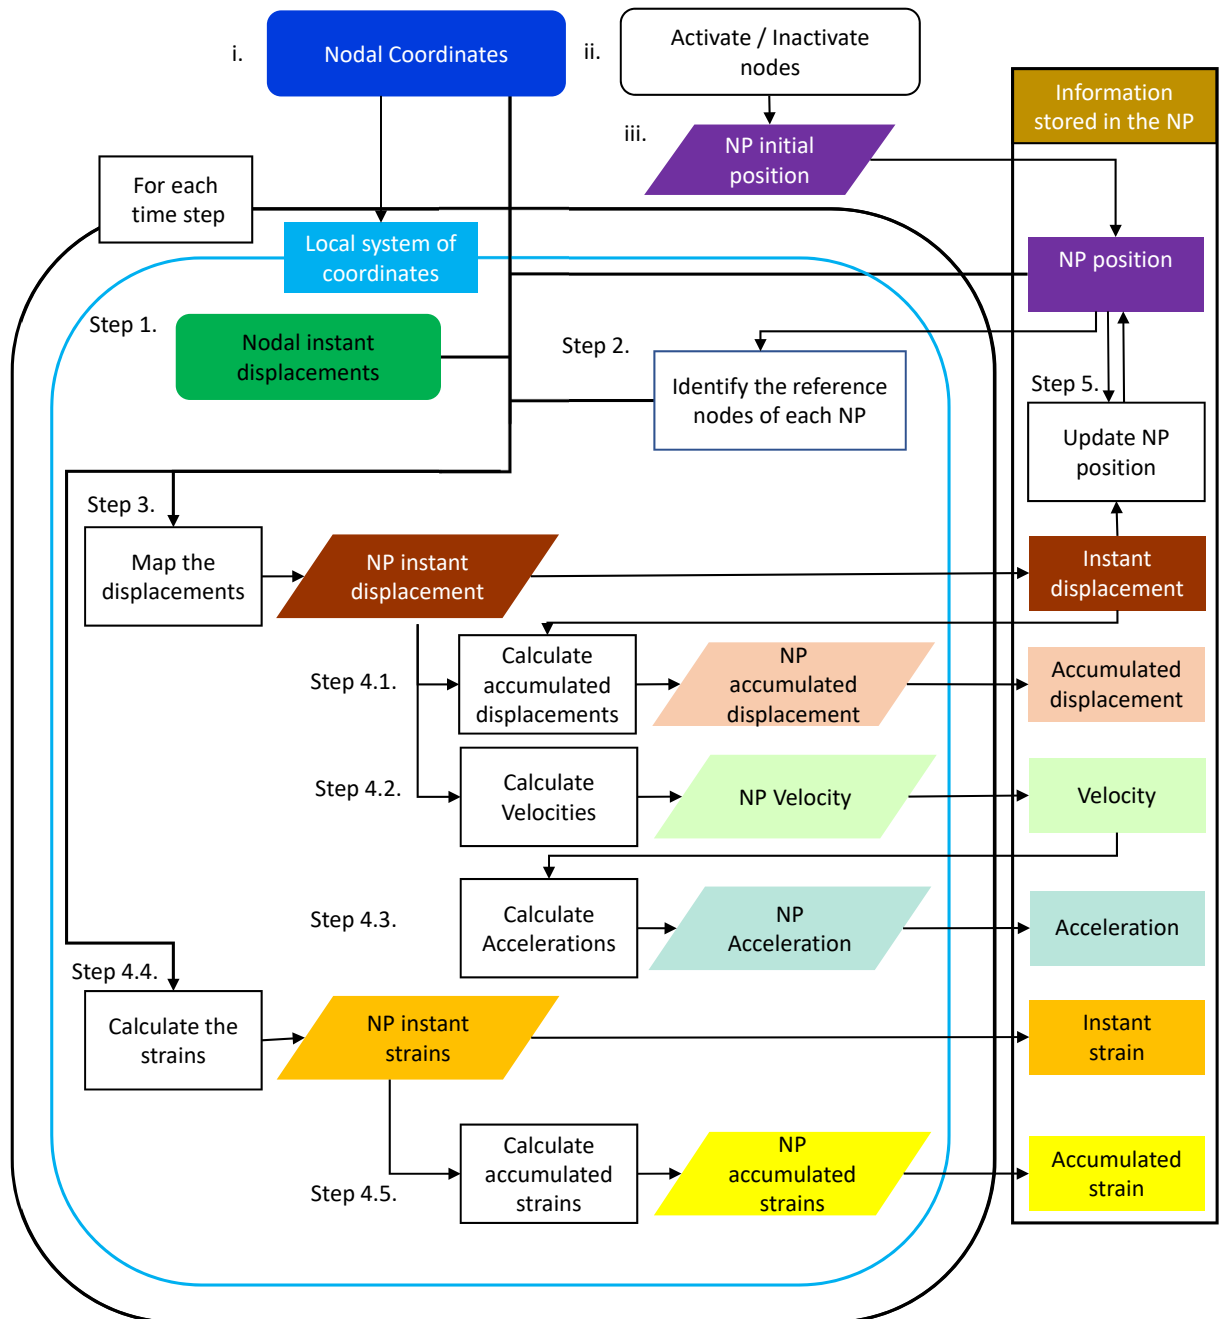 i.
Nodal Coordinates
ii.
Activate / Inactivate
nodes
Information
stored in the NP
iii.
NP initial
position
For each
time step
Local system of
coordinates
NP position
Step 1.
Nodal instant
displacements
Step 2.
Identify the reference
nodes of each NP
Step 5.
Update NP
position
Step 3.
Map the
displacements
NP instant
displacement
Instant
displacement
Step 4.1.
Calculate
accumulated
displacements
NP
accumulated
displacement
Accumulated
displacement
Step 4.2.
Calculate
Velocities
NP Velocity
Velocity
Step 4.3.
Calculate
Accelerations
NP
Acceleration
Acceleration
Step 4.4.
Calculate the
strains
NP instant
strains
Instant
strain
Step 4.5.
Calculate
accumulated
strains
NP
accumulated
strains
Accumulated
strain